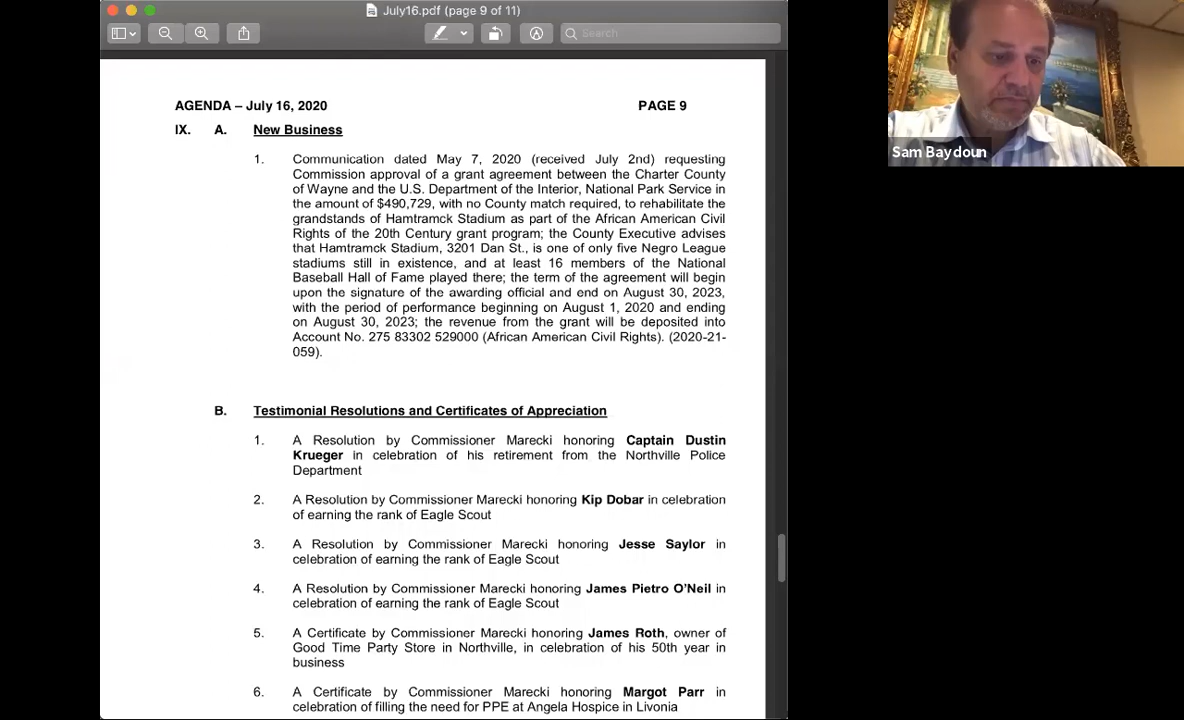 July16.pdf (page 9 of 11)
Search
AGENDA – July 16, 2020 PAGE 9
IX. A. New Business
1. Communication dated May 7, 2020 (received July 2nd) requesting
Commission approval of a grant agreement between the Charter County
of Wayne and the U.S. Department of the Interior, National Park Service in
the amount of $490,729, with no County match required, to rehabilitate the
grandstands of Hamtramck Stadium as part of the African American Civil
Rights of the 20th Century grant program; the County Executive advises
that Hamtramck Stadium, 3201 Dan St., is one of only five Negro League
stadiums still in existence, and at least 16 members of the National
Baseball Hall of Fame played there; the term of the agreement will begin
upon the signature of the awarding official and end on August 30, 2023,
with the period of performance beginning on August 1, 2020 and ending
on August 30, 2023; the revenue from the grant will be deposited into
Account No. 275 83302 529000 (African American Civil Rights). (2020-21-
059).
B. Testimonial Resolutions and Certificates of Appreciation
1. A Resolution by Commissioner Marecki honoring Captain Dustin
Krueger in celebration of his retirement from the Northville Police
Department
2. A Resolution by Commissioner Marecki honoring Kip Dobar in celebration
of earning the rank of Eagle Scout
3. A Resolution by Commissioner Marecki honoring Jesse Saylor in
celebration of earning the rank of Eagle Scout
4. A Resolution by Commissioner Marecki honoring James Pietro O'Neil in
celebration of earning the rank of Eagle Scout
5. A Certificate by Commissioner Marecki honoring James Roth, owner of
Good Time Party Store in Northville, in celebration of his 50th year in
business
6. A Certificate by Commissioner Marecki honoring Margot Parr in
celebration of filling the need for PPE at Angela Hospice in Livonia
Sam Baydoun